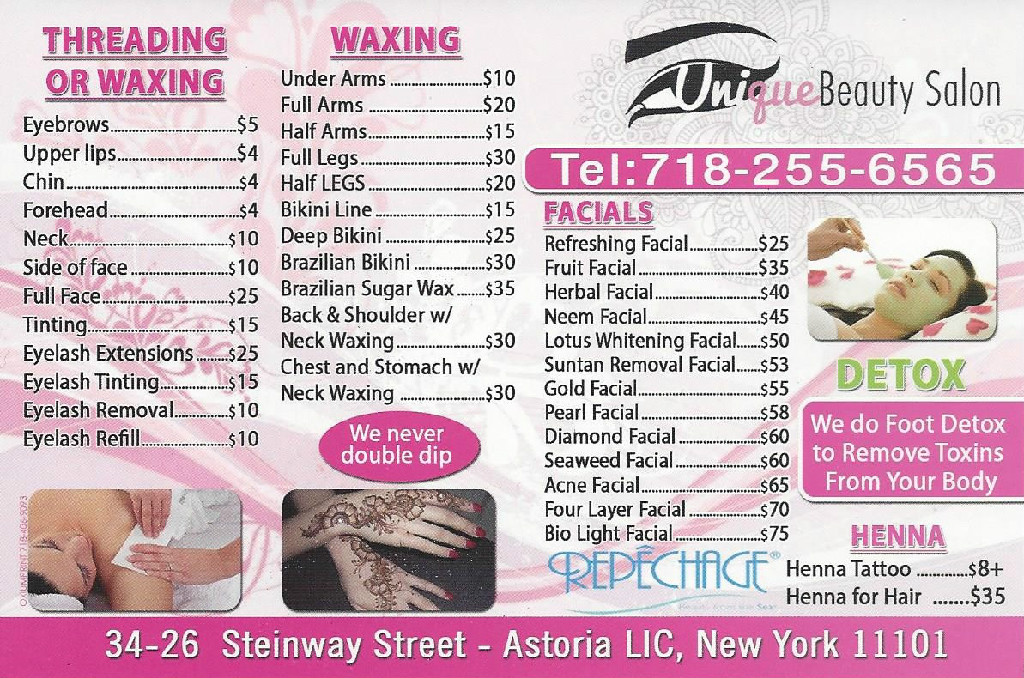 THREADING
OR WAXING
Eyebrows..............................$5
Upper lips.............................$4
Chin.........................................$4
Forehead...............................$4
Neck......................................$10
Side of face.........................$10
Full Face...............................$25
Tinting..................................$15
Eyelash Extensions........$25
Eyelash Tinting................$15
Eyelash Removal.............$10
Eyelash Refill.....................$10
WAXING
Under Arms......................$10
Full Arms...........................$20
Half Arms...........................$15
Full Legs..............................$30
Half LEGS............................$20
Bikini Line..........................$15
Deep Bikini........................$25
Brazilian Bikini.................$30
Brazilian Sugar Wax.......$35
Back & Shoulder w/
Neck Waxing......................$30
Chest and Stomach w/
Neck Waxing......................$30
We never
double dip
Unique Beauty Salon
Tel:718-255-6565
FACIALS
Refreshing Facial.................$25
Fruit Facial..............................$35
Herbal Facial..........................$40
Neem Facial............................$45
Lotus Whitening Facial......$50
Suntan Removal Facial......$53
Gold Facial..............................$55
Pearl Facial..............................$58
Diamond Facial....................$60
Seaweed Facial.....................$60
Acne Facial..............................$65
Four Layer Facial..................$70
Bio Light Facial......................$75
REPÊCHAGE®
DETOX
We do Foot Detox
to Remove Toxins
From Your Body
HENNA
Henna Tattoo.............$8+
Henna for Hair .......$35
34-26 Steinway Street - Astoria LIC, New York 11101